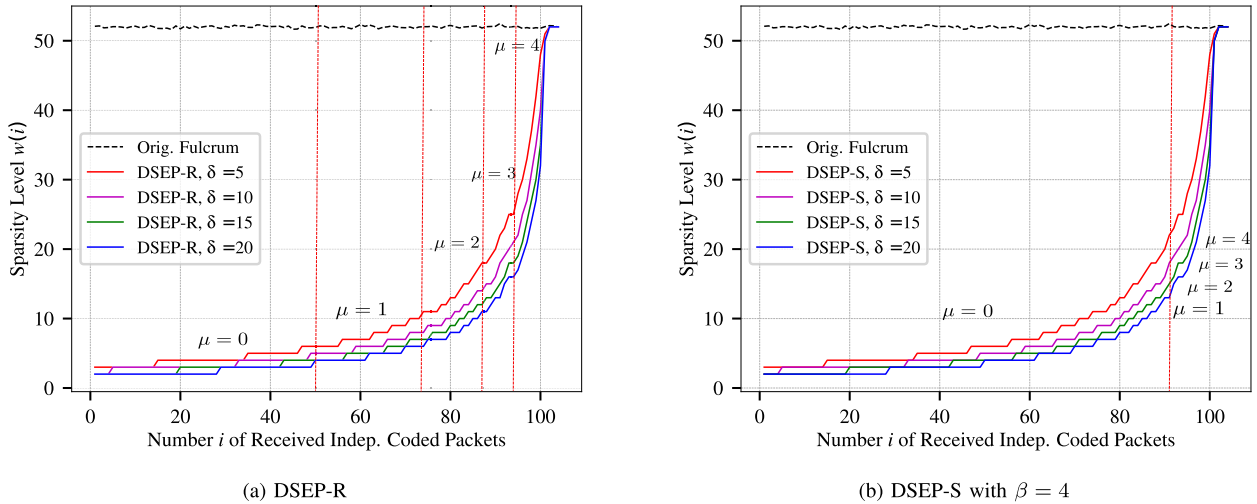 50
40
30
20
10
0
Sparsity Level w(i)
0 20 40 60 80 100
Number i of Received Indep. Coded Packets
Orig. Fulcrum
DSEP-R, δ =5
DSEP-R, δ =10
DSEP-R, δ =15
DSEP-R, δ =20
μ = 0
μ = 1
μ = 2
μ = 3
μ = 4
(a) DSEP-R
50
40
30
20
10
0
Sparsity Level w(i)
0 20 40 60 80 100
Number i of Received Indep. Coded Packets
Orig. Fulcrum
DSEP-S, δ =5
DSEP-S, δ =10
DSEP-S, δ =15
DSEP-S, δ =20
μ = 0
μ = 4
μ = 3
μ = 2
μ = 1
(b) DSEP-S with β = 4